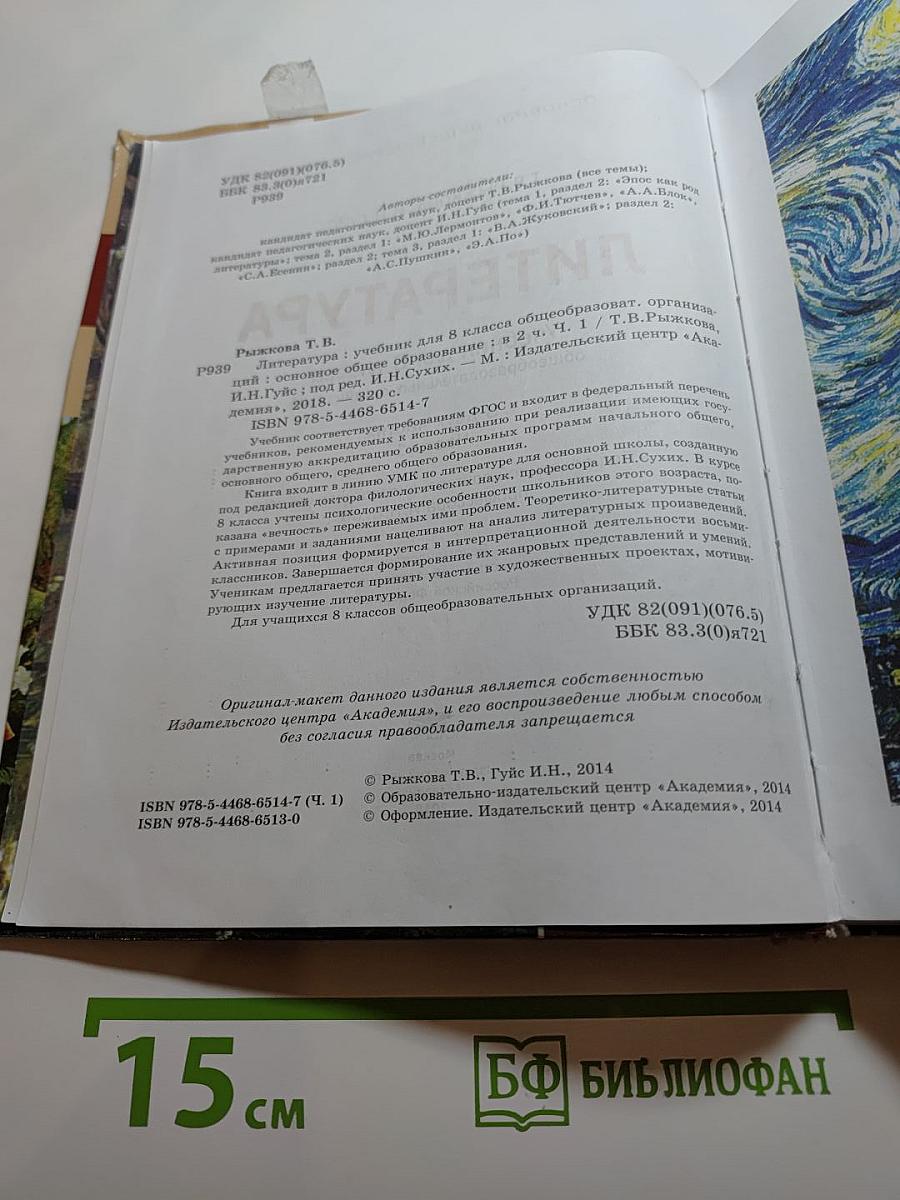 УДК 82(091)(076.5)
ББК 83.3(0)я721
Р939
Авторы составители:
кандидат педагогических наук, доцент Т.В.Рыжкова (все темы);
кандидат педагогических наук, доцент И.Н.Гуйс (тема 1, раздел 2: «Эпос как род
литературы»; тема 2, раздел 1: «М.Ю.Лермонтов», «Ф.И.Тютчев», «А.А.Блок»,
«С.А.Есенин»; раздел 2; тема 3, раздел 1: «В.А.Жуковский»; раздел 2:
«А.С.Пушкин», «Э.А.По»)
ЛИТЕРАТУРА
Рыжкова Т. В.
Р939 Литература : учебник для 8 класса общеобразоват. организа-
ций : основное общее образование : в 2 ч. Ч. 1 / Т.В.Рыжкова,
И.Н.Гуйс ; под ред. И.Н.Сухих. — М. : Издательский центр «Ака-
демия», 2018. — 320 с.
ISBN 978-5-4468-6514-7
Учебник соответствует требованиям ФГОС и входит в федеральный перечень
учебников, рекомендуемых к использованию при реализации имеющих госу-
дарственную аккредитацию образовательных программ начального общего,
основного общего, среднего общего образования.
Книга входит в линию УМК по литературе для основной школы, созданную
под редакцией доктора филологических наук, профессора И.Н.Сухих. В курсе
8 класса учтены психологические особенности школьников этого возраста, по-
казана «вечность» переживаемых ими проблем. Теоретико-литературные статьи
с примерами и заданиями нацеливают на анализ литературных произведений.
Активная позиция формируется в интерпретационной деятельности восьми-
классников. Завершается формирование их жанровых представлений и умений.
Ученикам предлагается принять участие в художественных проектах, мотиви-
рующих изучение литературы.
Для учащихся 8 классов общеобразовательных организаций.
УДК 82(091)(076.5)
ББК 83.3(0)я721
Оригинал-макет данного издания является собственностью
Издательского центра «Академия», и его воспроизведение любым способом
без согласия правообладателя запрещается
© Рыжкова Т.В., Гуйс И.Н., 2014
ISBN 978-5-4468-6514-7 (Ч. 1) © Образовательно-издательский центр «Академия», 2014
ISBN 978-5-4468-6513-0 © Оформление. Издательский центр «Академия», 2014
15 см
БФ БИБЛИОФАН